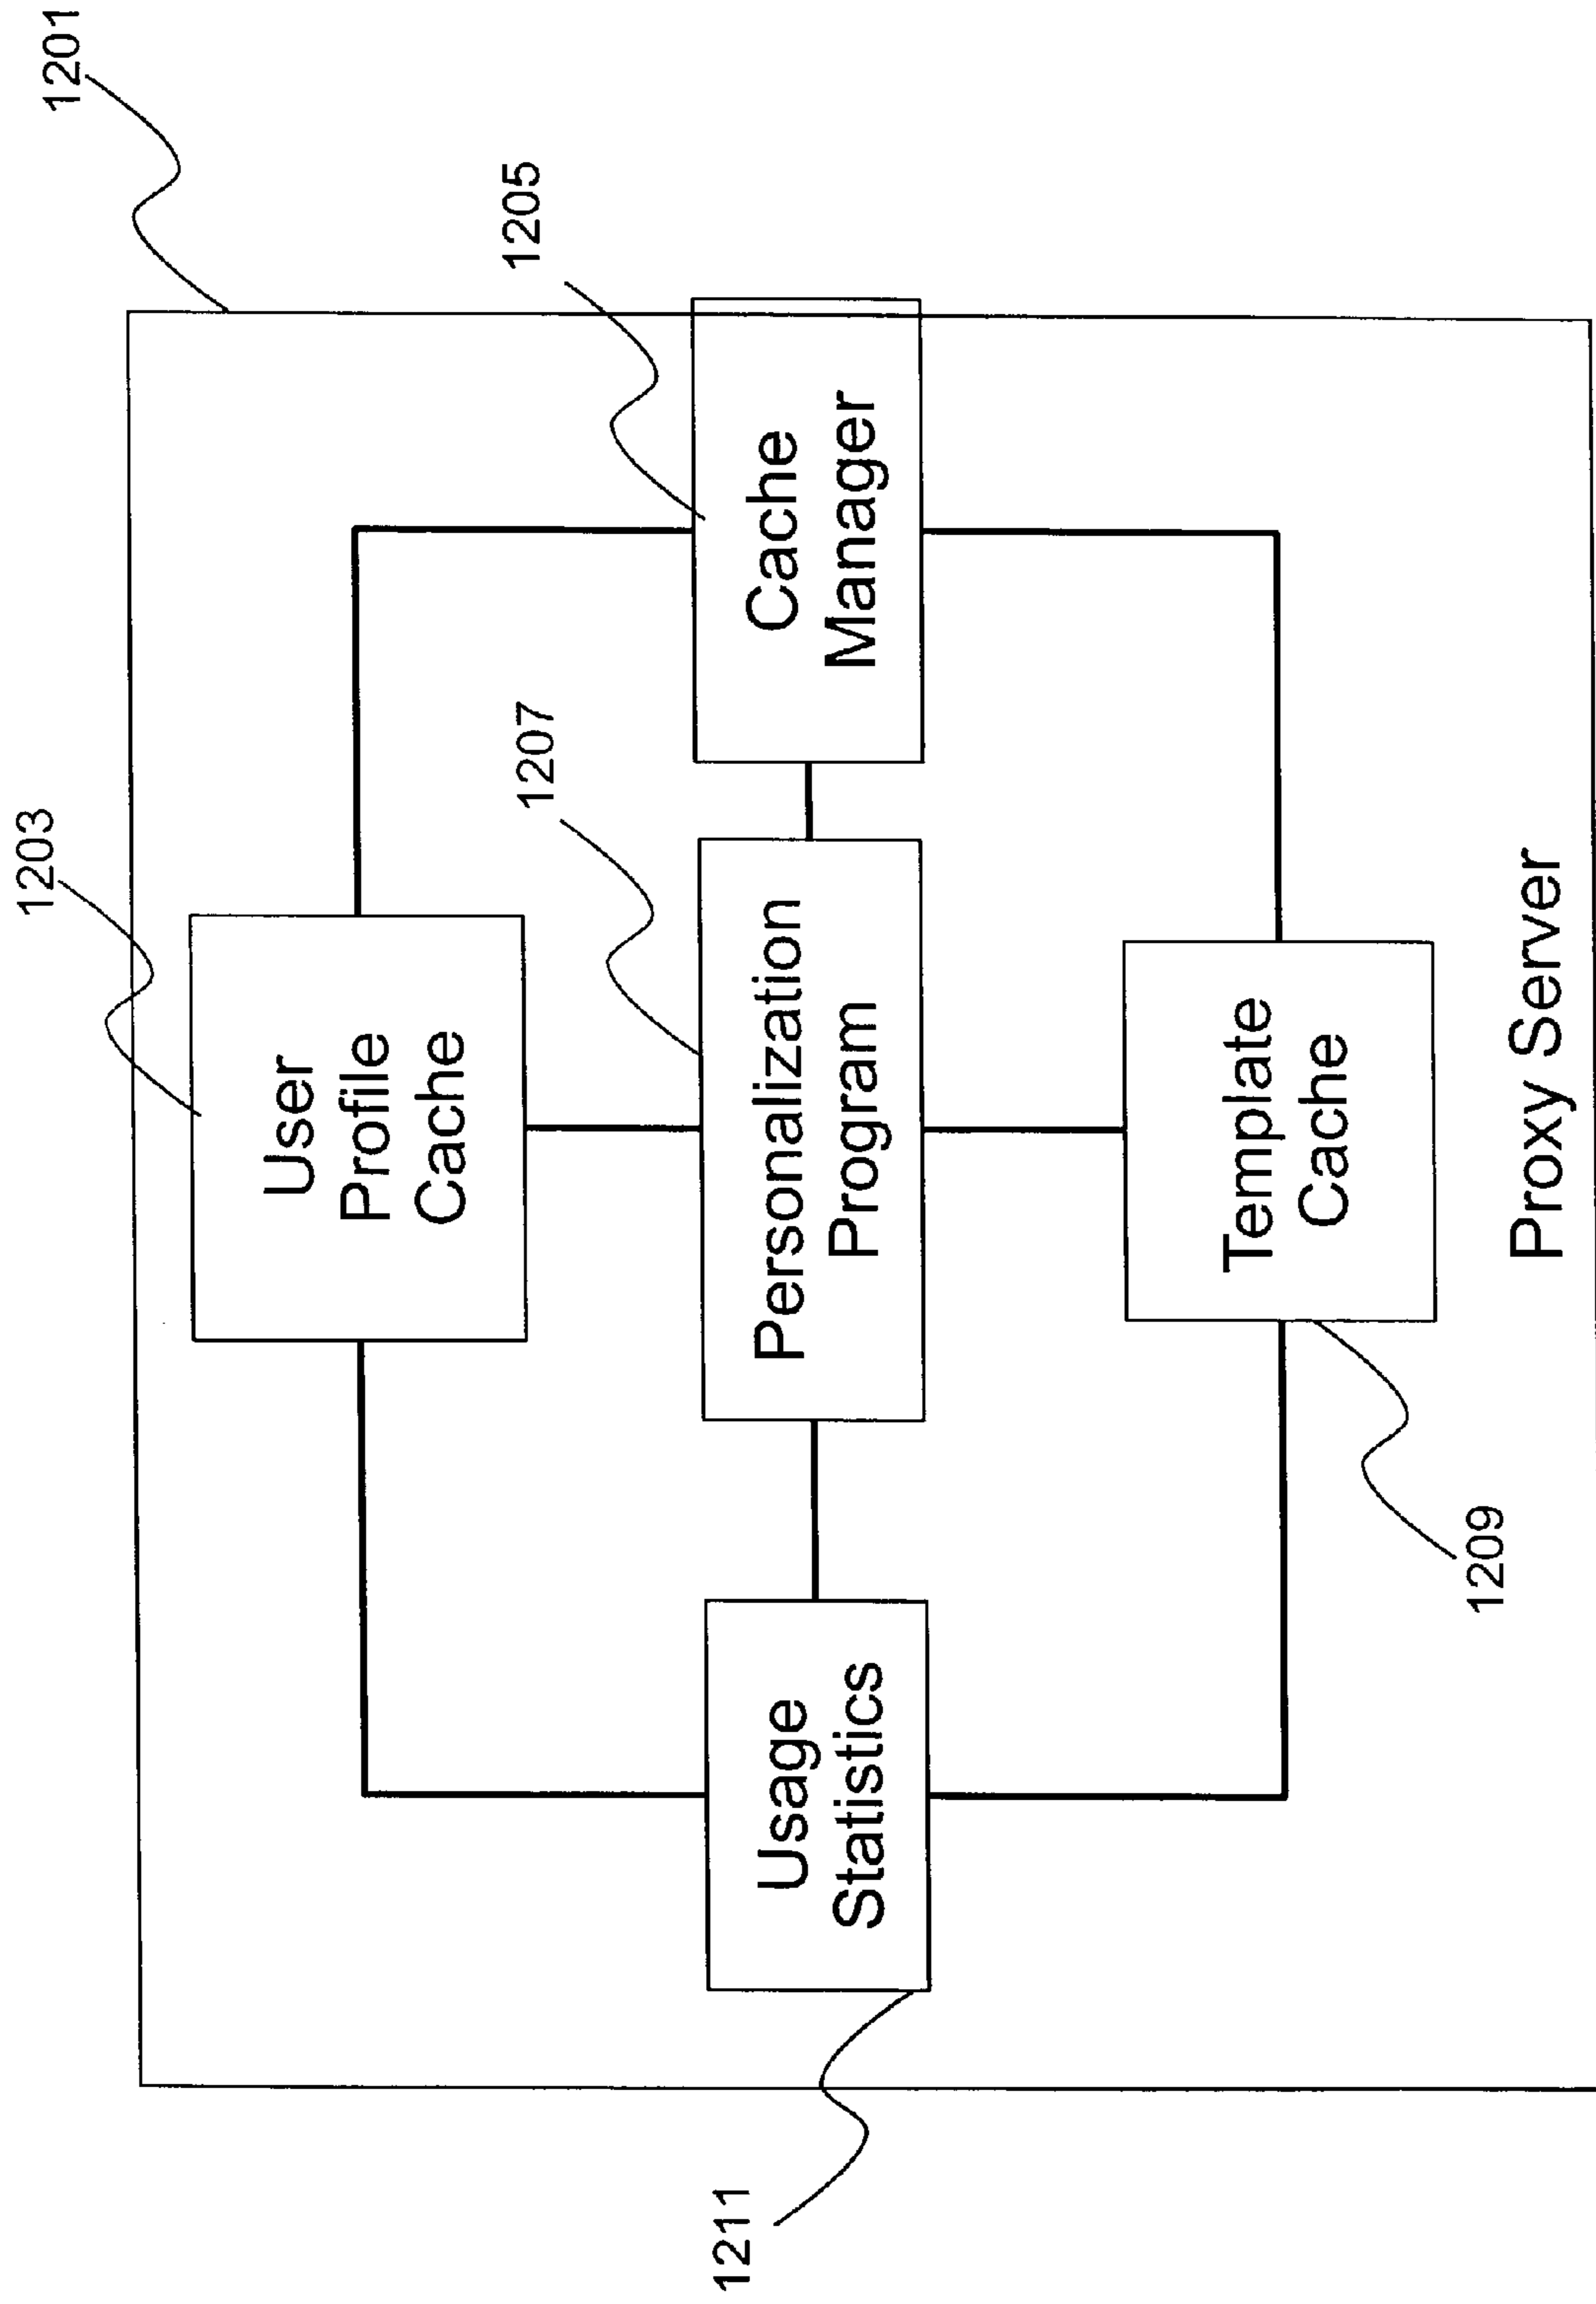 1201
1203
User
Profile
Cache
1205
1207
Cache
Manager
Personalization
Program
Usage
Statistics
1211
Template
Cache
1209
Proxy Server